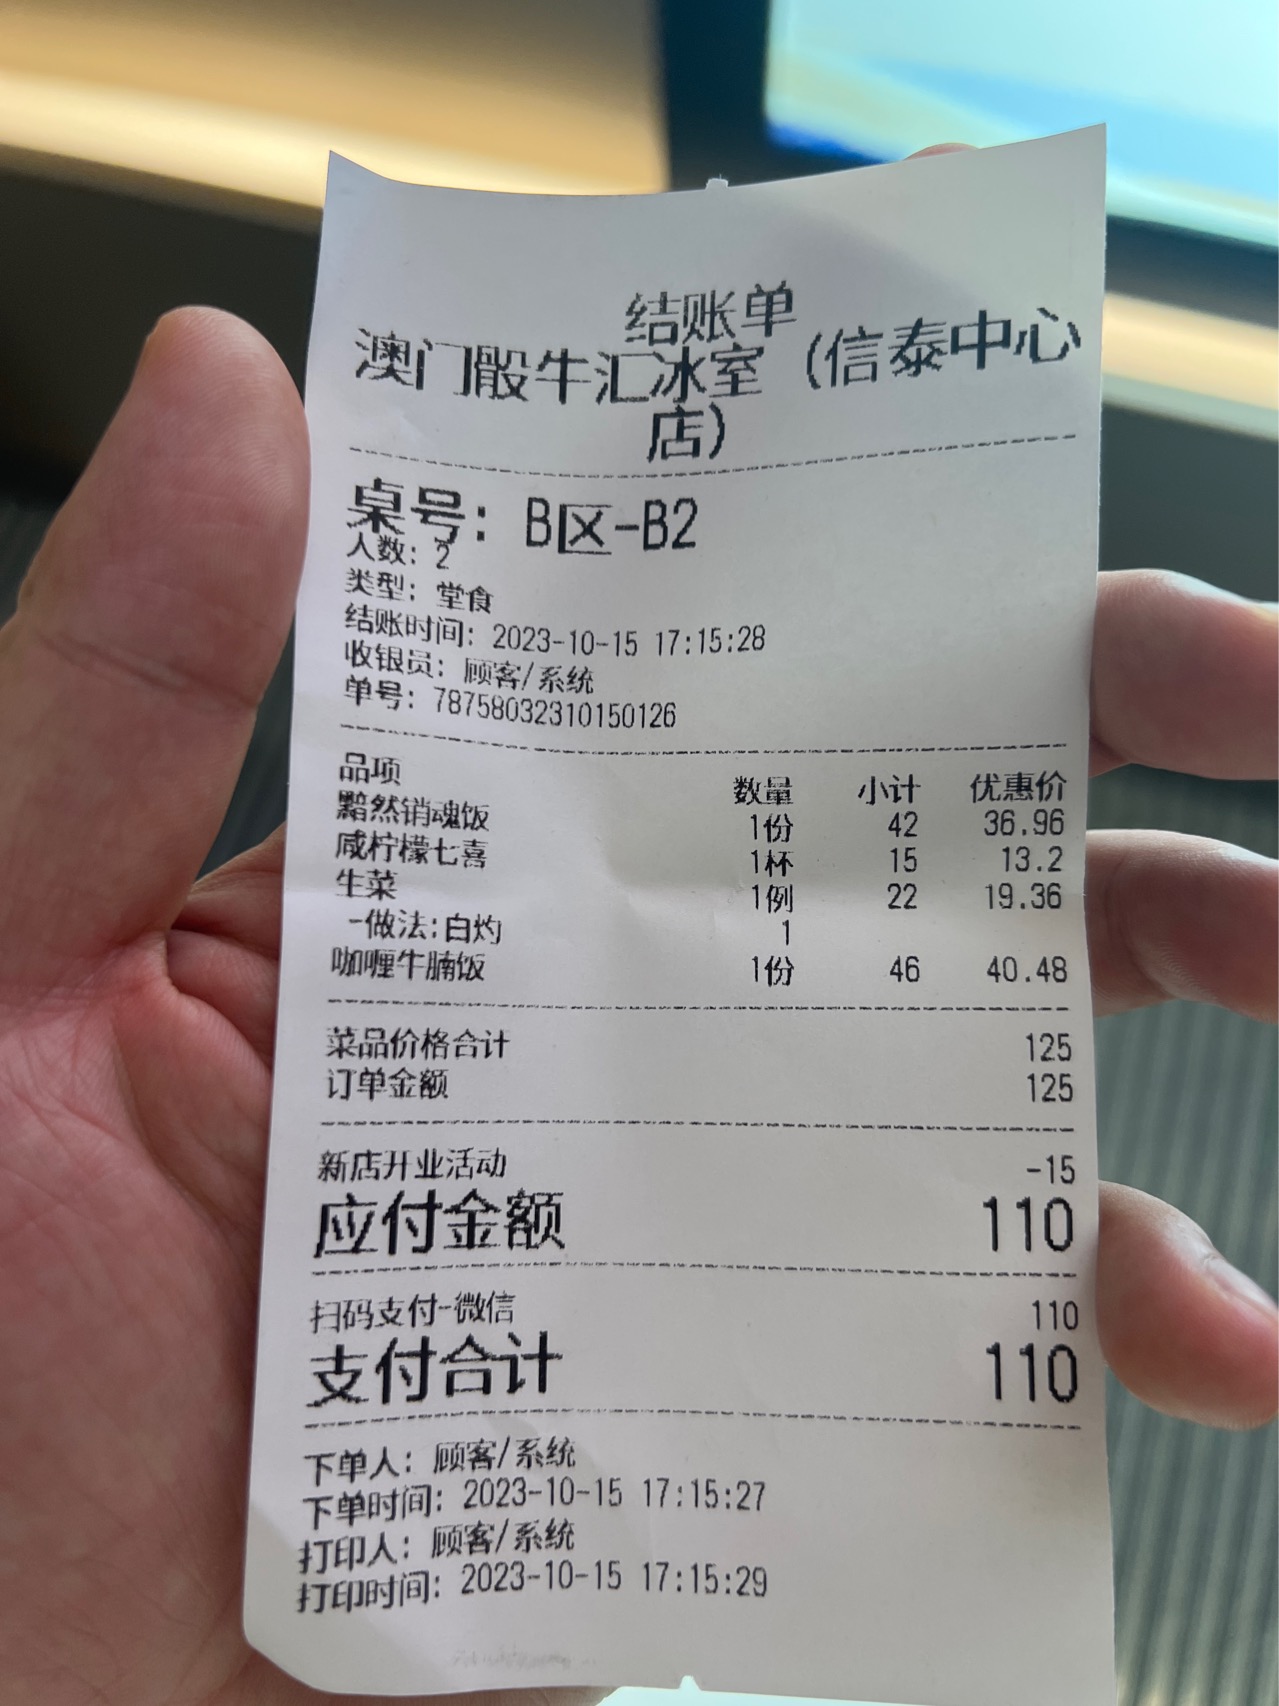 结账单
澳门骰牛汇冰室（信泰中心
店）
桌号：B区-B2
人数：2
类型：堂食
结账时间：2023-10-15 17:15:28
收银员：顾客/系统
单号：78758032310150126
品项 数量 小计 优惠价
黯然销魂饭 1份 42 36.96
咸柠檬七喜 1杯 15 13.2
生菜 1例 22 19.36
-做法:白灼 1
咖喱牛腩饭 1份 46 40.48
菜品价格合计 125
订单金额 125
新店开业活动 -15
应付金额 110
扫码支付-微信 110
支付合计 110
下单人：顾客/系统
下单时间：2023-10-15 17:15:27
打印人：顾客/系统
打印时间：2023-10-15 17:15:29